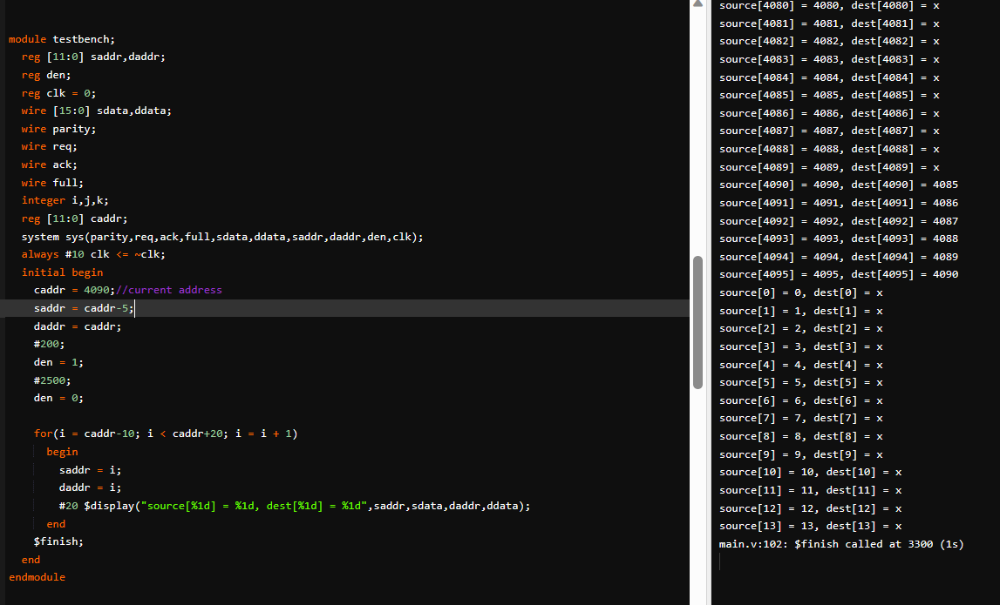 module testbench;
  reg [11:0] saddr,daddr;
  reg den;
  reg clk = 0;
  wire [15:0] sdata,ddata;
  wire parity;
  wire req;
  wire ack;
  wire full;
  integer i,j,k;
  reg [11:0] caddr;
  system sys(parity,req,ack,full,sdata,ddata,saddr,daddr,den,clk);
  always #10 clk <= ~clk;
  initial begin
    caddr = 4090;//current address
    saddr = caddr-5;
    daddr = caddr;
    #200;
    den = 1;
    #2500;
    den = 0;
    for(i = caddr-10; i < caddr+20; i = i + 1)
      begin
        saddr = i;
        daddr = i;
        #20 $display("source[%1d] = %1d, dest[%1d] = %1d",saddr,sdata,daddr,ddata);
      end
    $finish;
  end
endmodule
source[4080] = 4080, dest[4080] = x
source[4081] = 4081, dest[4081] = x
source[4082] = 4082, dest[4082] = x
source[4083] = 4083, dest[4083] = x
source[4084] = 4084, dest[4084] = x
source[4085] = 4085, dest[4085] = x
source[4086] = 4086, dest[4086] = x
source[4087] = 4087, dest[4087] = x
source[4088] = 4088, dest[4088] = x
source[4089] = 4089, dest[4089] = x
source[4090] = 4090, dest[4090] = 4085
source[4091] = 4091, dest[4091] = 4086
source[4092] = 4092, dest[4092] = 4087
source[4093] = 4093, dest[4093] = 4088
source[4094] = 4094, dest[4094] = 4089
source[4095] = 4095, dest[4095] = 4090
source[0] = 0, dest[0] = x
source[1] = 1, dest[1] = x
source[2] = 2, dest[2] = x
source[3] = 3, dest[3] = x
source[4] = 4, dest[4] = x
source[5] = 5, dest[5] = x
source[6] = 6, dest[6] = x
source[7] = 7, dest[7] = x
source[8] = 8, dest[8] = x
source[9] = 9, dest[9] = x
source[10] = 10, dest[10] = x
source[11] = 11, dest[11] = x
source[12] = 12, dest[12] = x
source[13] = 13, dest[13] = x
main.v:102: $finish called at 3300 (1s)